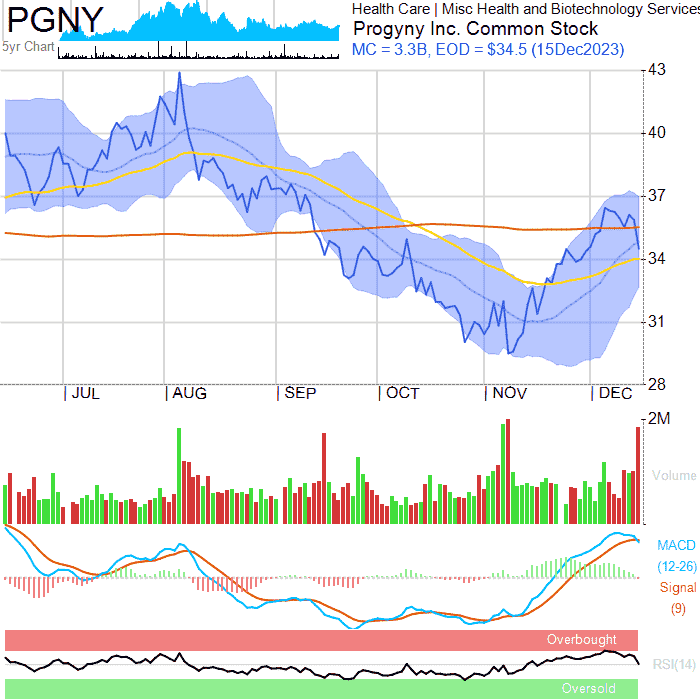 PGNY
Health Care | Misc Health and Biotechnology Services
Progyny Inc. Common Stock
5yr Chart
MC = 3.3B, EOD = $34.5 (15Dec2023)
43
40
37
34
31
28
| JUL | AUG | SEP | OCT | NOV | DEC
2M
Volume
MACD
(12-26)
Signal
(9)
Overbought
RSI(14)
Oversold